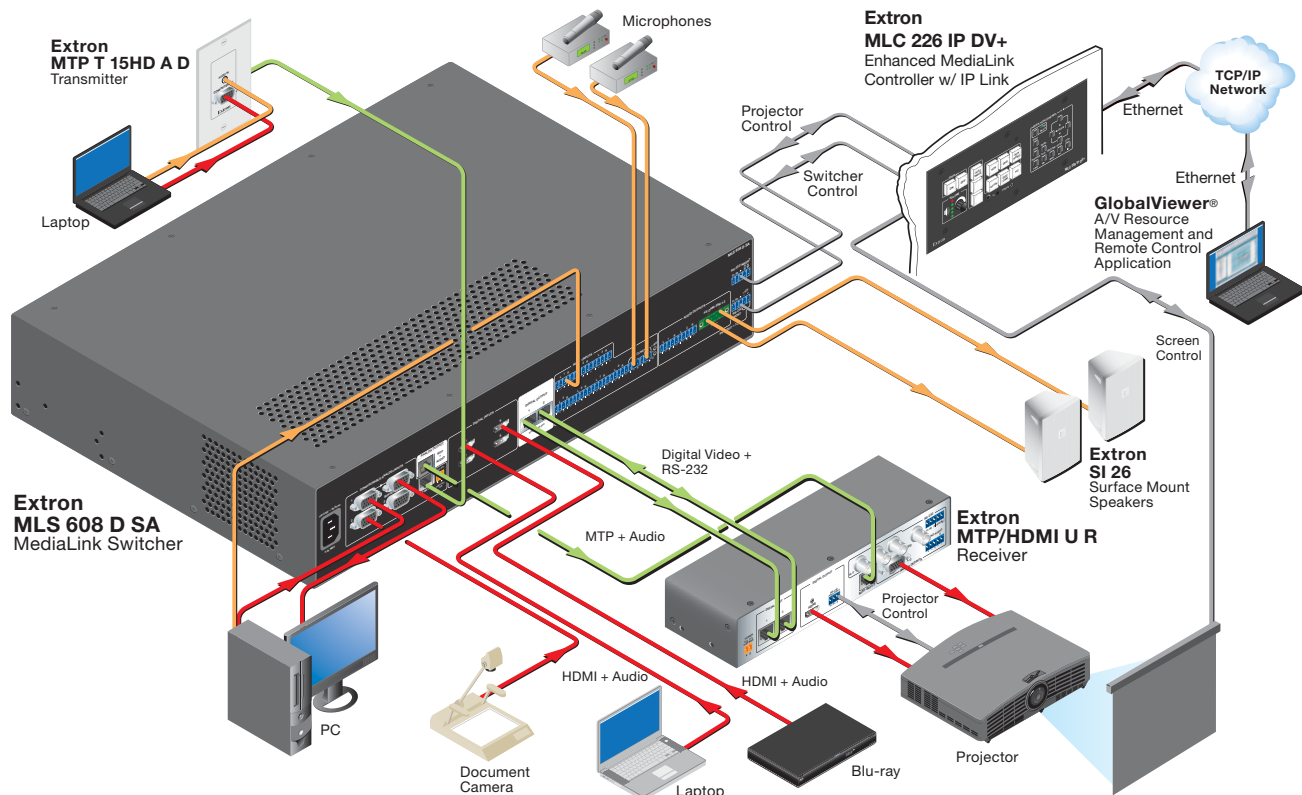 Extron
MTP T 15HD A D
Transmitter
Laptop
Microphones
Extron
MLC 226 IP DV+
Enhanced MediaLink
Controller w/ IP Link
TCP/IP
Network
Ethernet
Projector
Control
Switcher
Control
Ethernet
GlobalViewer®
A/V Resource
Management and
Remote Control
Application
Screen
Control
Extron
SI 26
Surface Mount
Speakers
Digital Video +
RS-232
Extron
MLS 608 D SA
MediaLink Switcher
MTP + Audio
Extron
MTP/HDMI U R
Receiver
Projector
Control
HDMI + Audio
HDMI + Audio
PC
Document
Camera
Laptop
Blu-ray
Projector